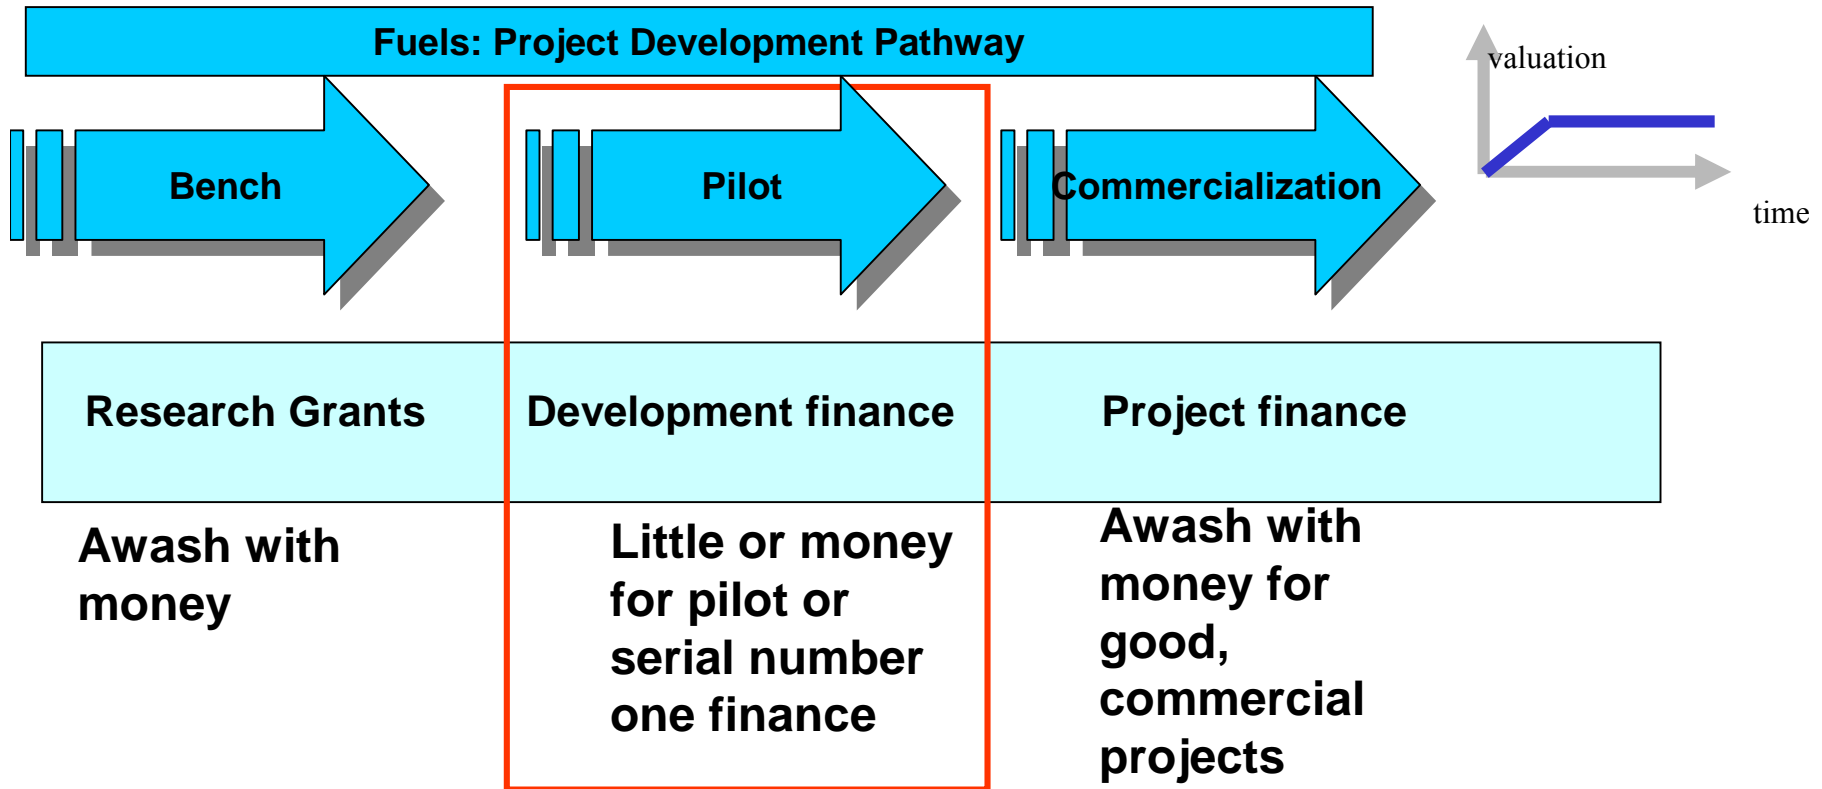 Fuels: Project Development Pathway
valuation
time
Bench
Pilot
Commercialization
Research Grants
Development finance
Project finance
Awash with
money
Little or money
for pilot or
serial number
one finance
Awash with
money for
good,
commercial
projects